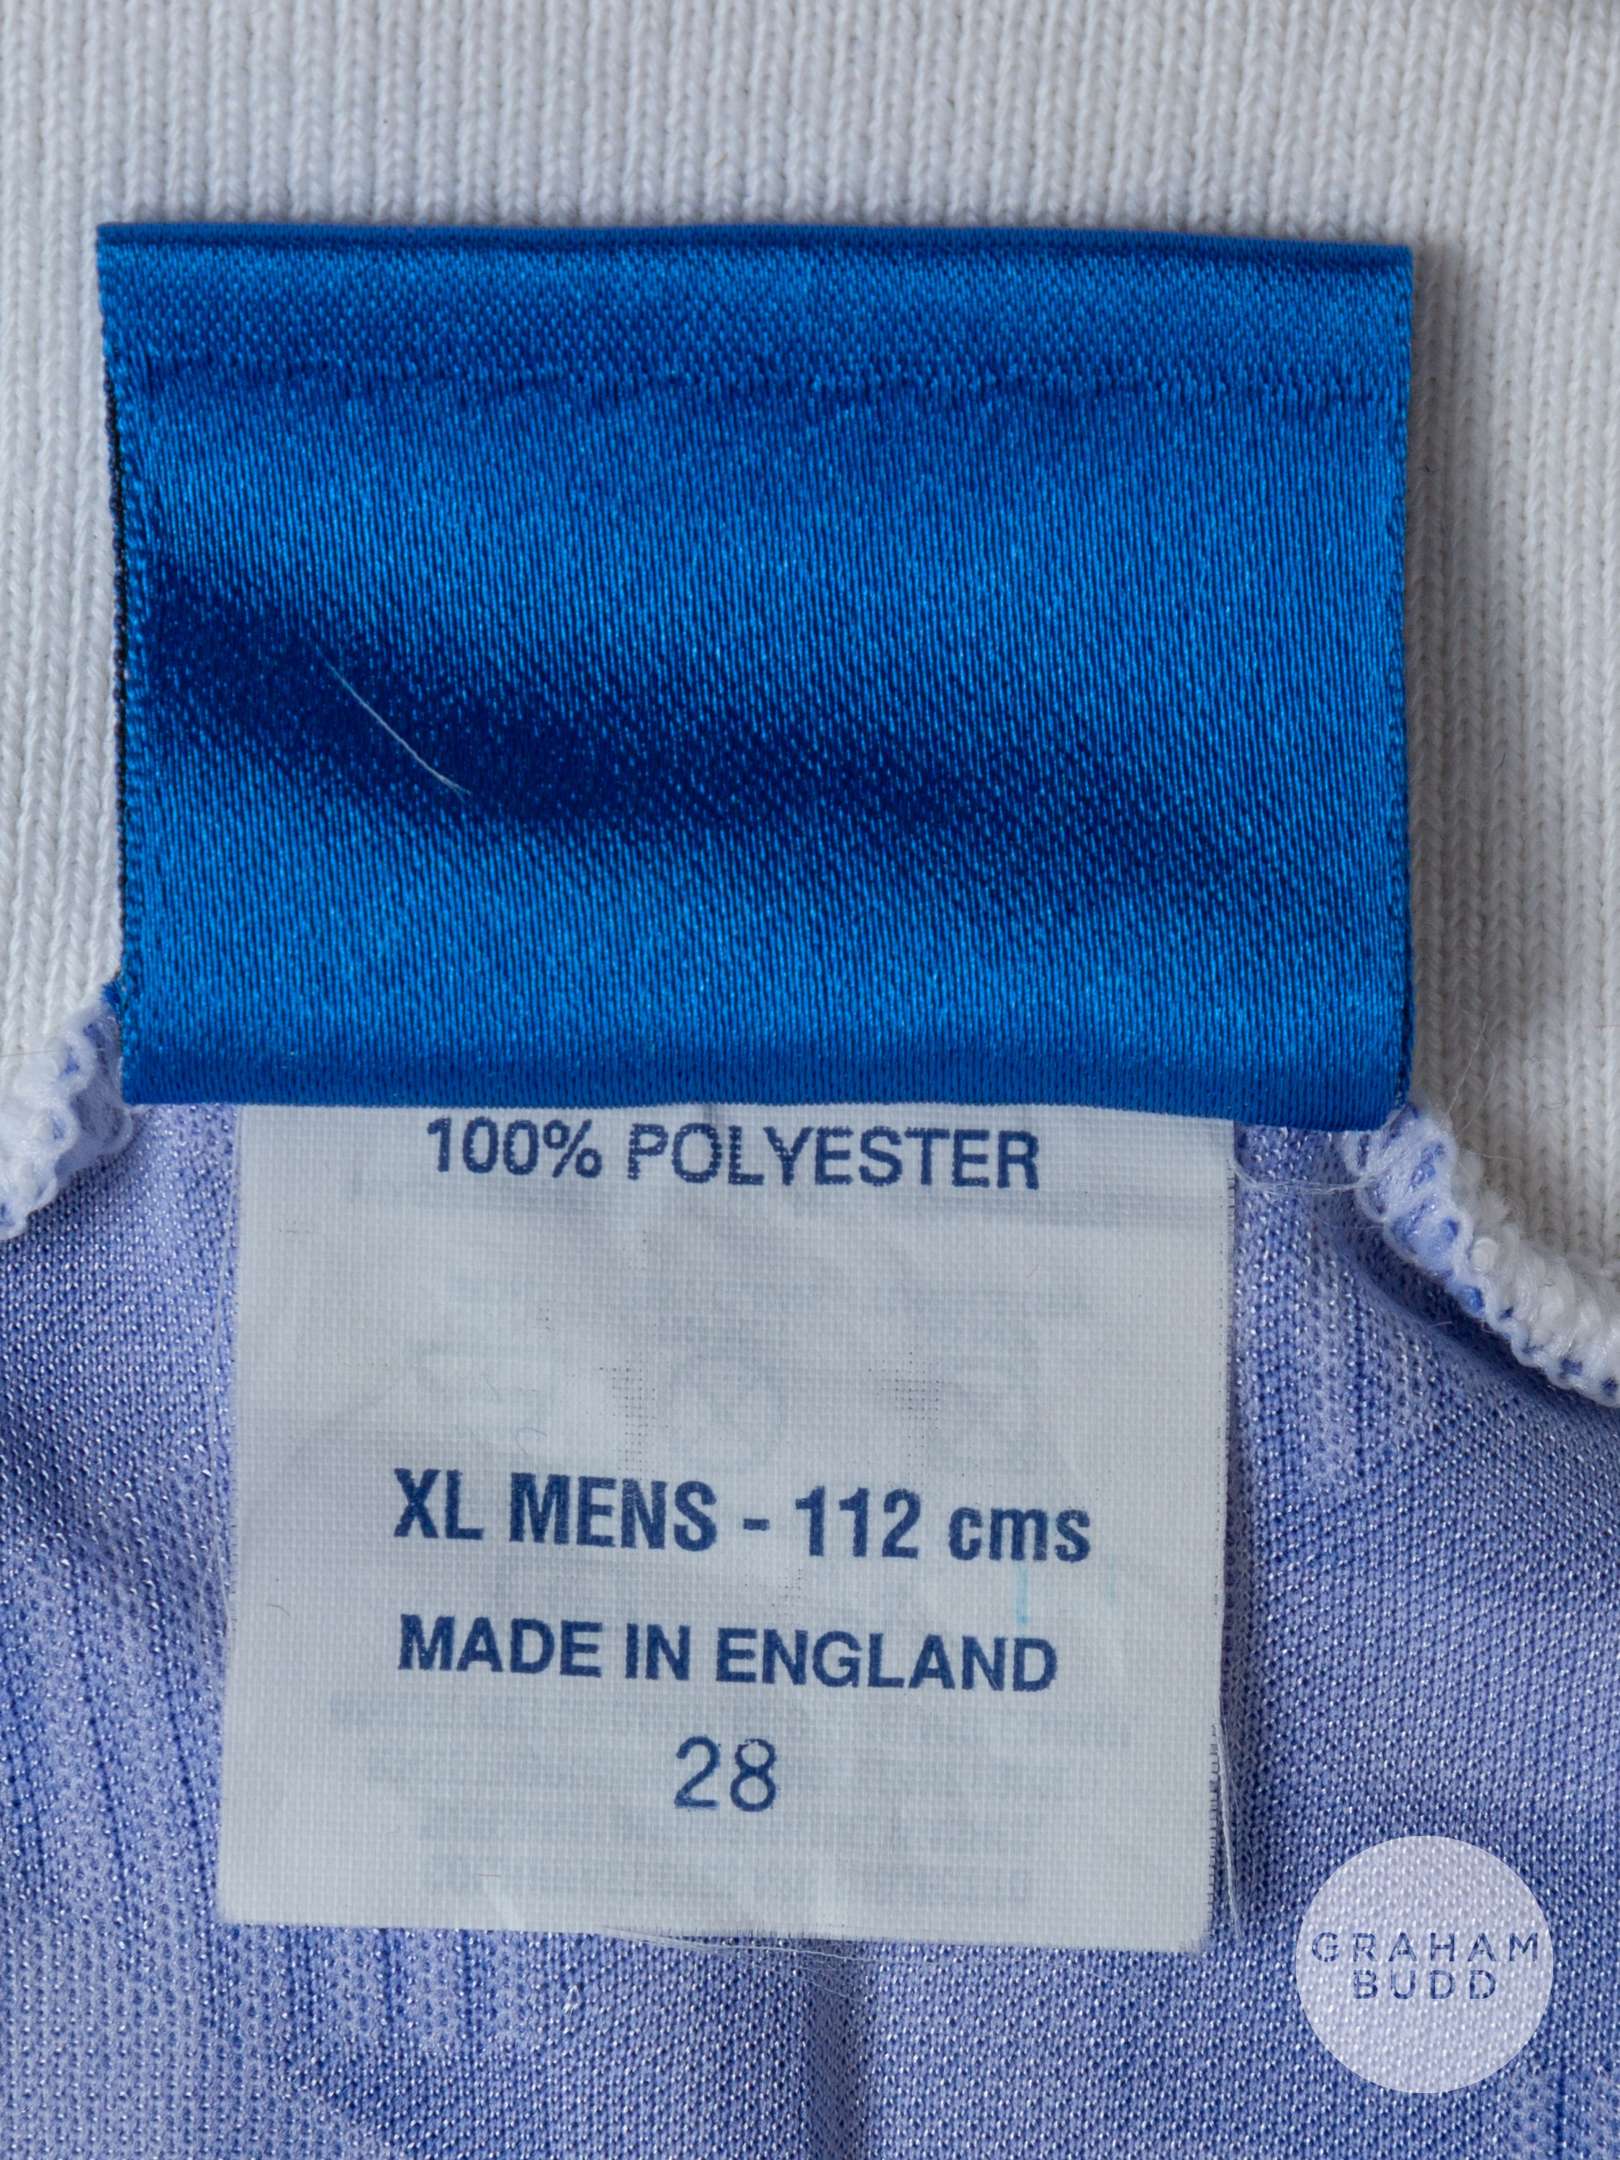 100% POLYESTER
XL MENS - 112 cms
MADE IN ENGLAND
28
GRAHAM
BUDD